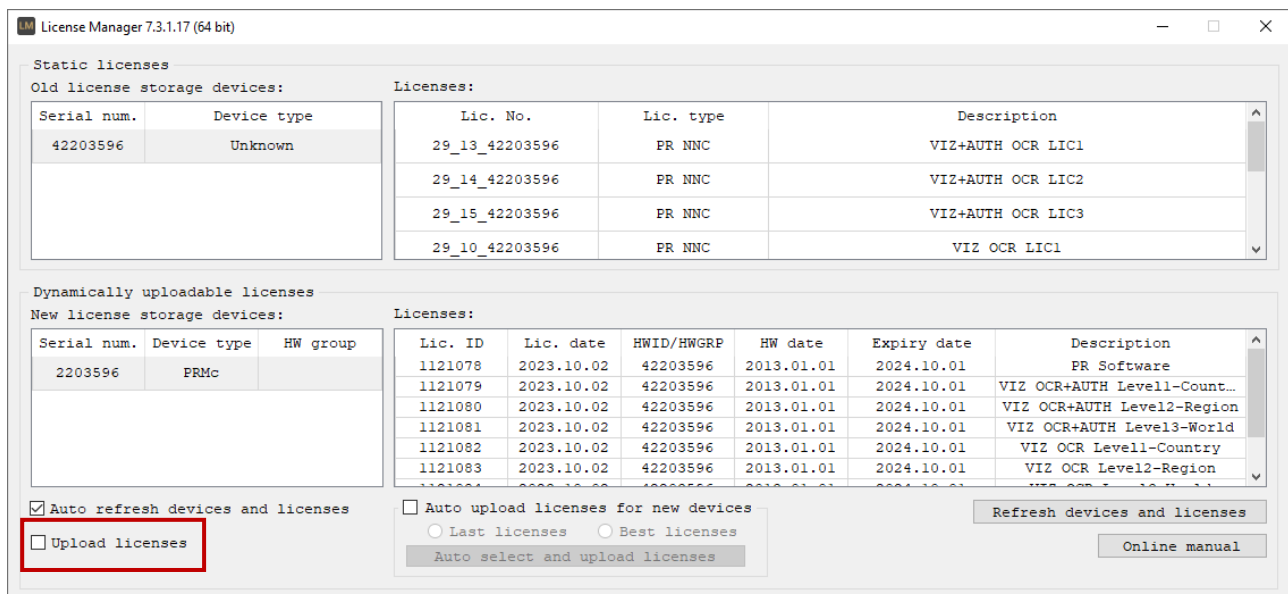 LM License Manager 7.3.1.17 (64 bit)
Static licenses
Old license storage devices:
Serial num. Device type
42203596 Unknown
Licenses:
Lic. No. Lic. type Description
29_13_42203596 PR NNC VIZ+AUTH OCR LIC1
29_14_42203596 PR NNC VIZ+AUTH OCR LIC2
29_15_42203596 PR NNC VIZ+AUTH OCR LIC3
29_10_42203596 PR NNC VIZ OCR LIC1
Dynamically uploadable licenses
New license storage devices:
Serial num. Device type HW group
2203596 PRMc
Licenses:
Lic. ID Lic. date HWID/HWGRP HW date Expiry date Description
1121078 2023.10.02 42203596 2013.01.01 2024.10.01 PR Software
1121079 2023.10.02 42203596 2013.01.01 2024.10.01 VIZ OCR+AUTH Level1-Count...
1121080 2023.10.02 42203596 2013.01.01 2024.10.01 VIZ OCR+AUTH Level2-Region
1121081 2023.10.02 42203596 2013.01.01 2024.10.01 VIZ OCR+AUTH Level3-World
1121082 2023.10.02 42203596 2013.01.01 2024.10.01 VIZ OCR Level1-Country
1121083 2023.10.02 42203596 2013.01.01 2024.10.01 VIZ OCR Level2-Region
Auto refresh devices and licenses
Upload licenses
Auto upload licenses for new devices
Last licenses Best licenses
Auto select and upload licenses
Refresh devices and licenses
Online manual